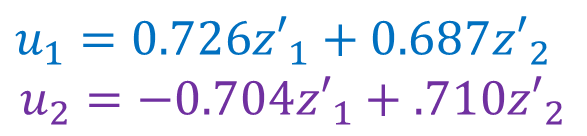 u₁ = 0.726z′₁ + 0.687z′₂
u₂ = −0.704z′₁ + .710z′₂